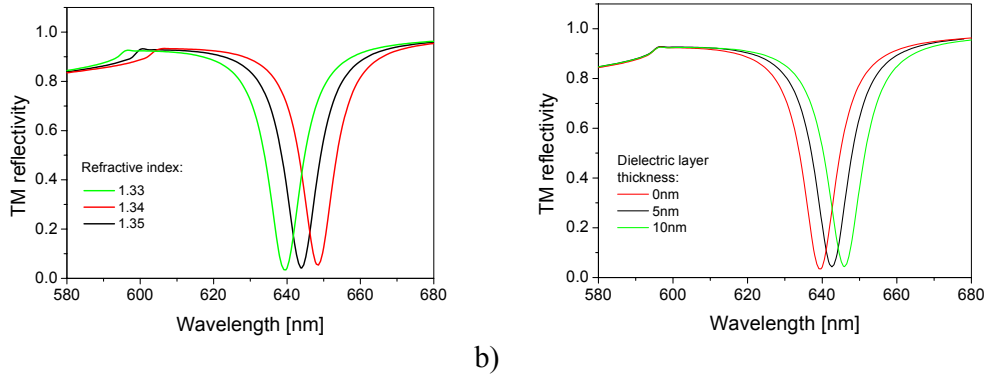 1.0
0.8
0.6
0.4
0.2
0.0
TM reflectivity
Refractive index:
1.33
1.34
1.35
580 600 620 640 660 680
Wavelength [nm]
1.0
0.8
0.6
0.4
0.2
0.0
TM reflectivity
Dielectric layer
thickness:
0nm
5nm
10nm
580 600 620 640 660 680
Wavelength [nm]
b)